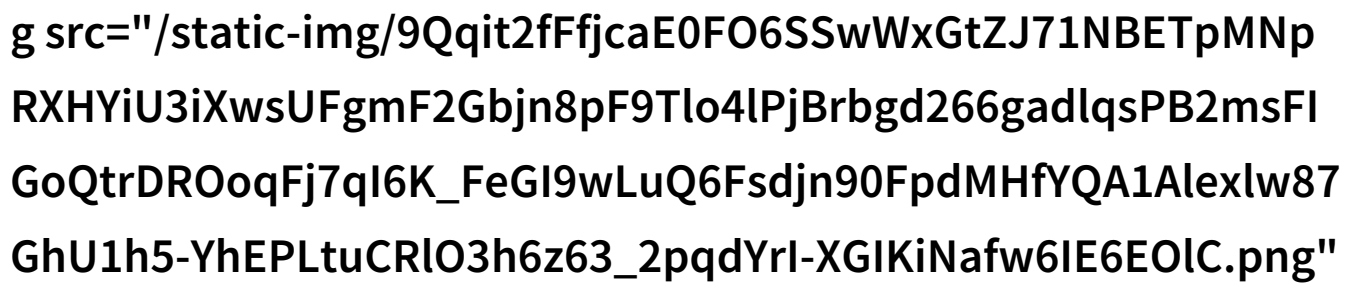 g src="/static-img/9Qqit2fFfjcaE0FO6SSwWxGtZJ71NBETpMNp
RXHYiU3iXwsUFgmF2Gbjn8pF9Tlo4lPjBrbgd266gadlqsPB2msFI
GoQtrDROoqFj7qI6K_FeGI9wLuQ6Fsdjn90FpdMHfYQA1Alexlw87
GhU1h5-YhEPLtuCRlO3h6z63_2pqdYrI-XGIKiNafw6IE6EOlC.png"